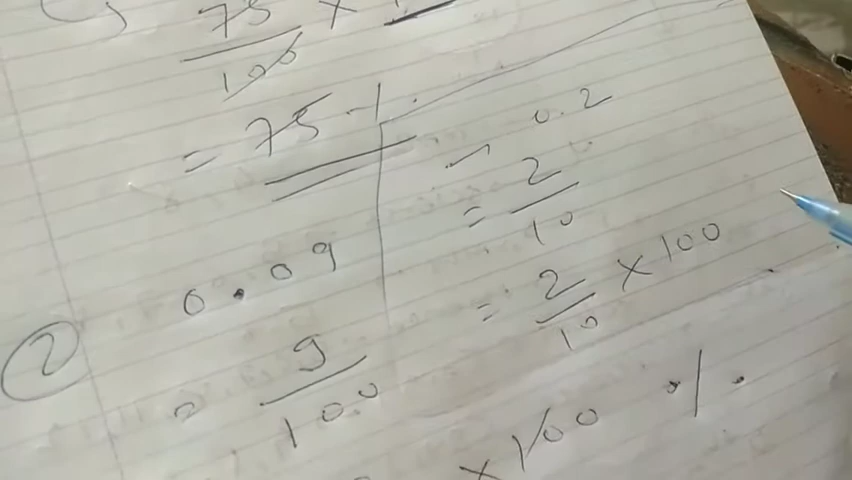 75/100 ×
= 75 %
② 0.09
= 9/100
× 100 %
0.2
= 2/10
= 2/10 × 100